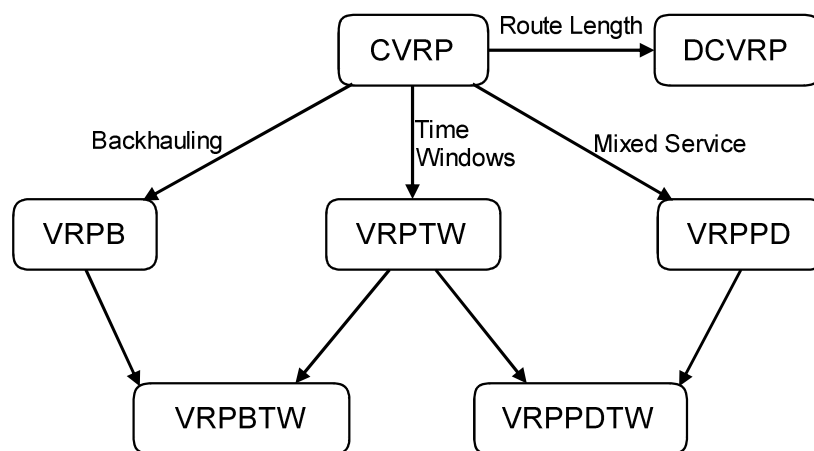 Route Length
CVRP
DCVRP
Backhauling
Time
Windows
Mixed Service
VRPB
VRPTW
VRPPD
VRPBTW
VRPPDTW